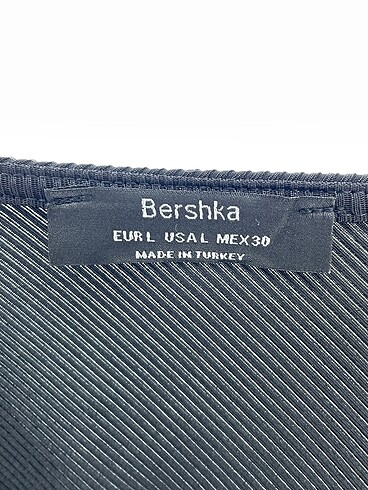 Bershka
EUR L USA L MEX 30
MADE IN TURKEY